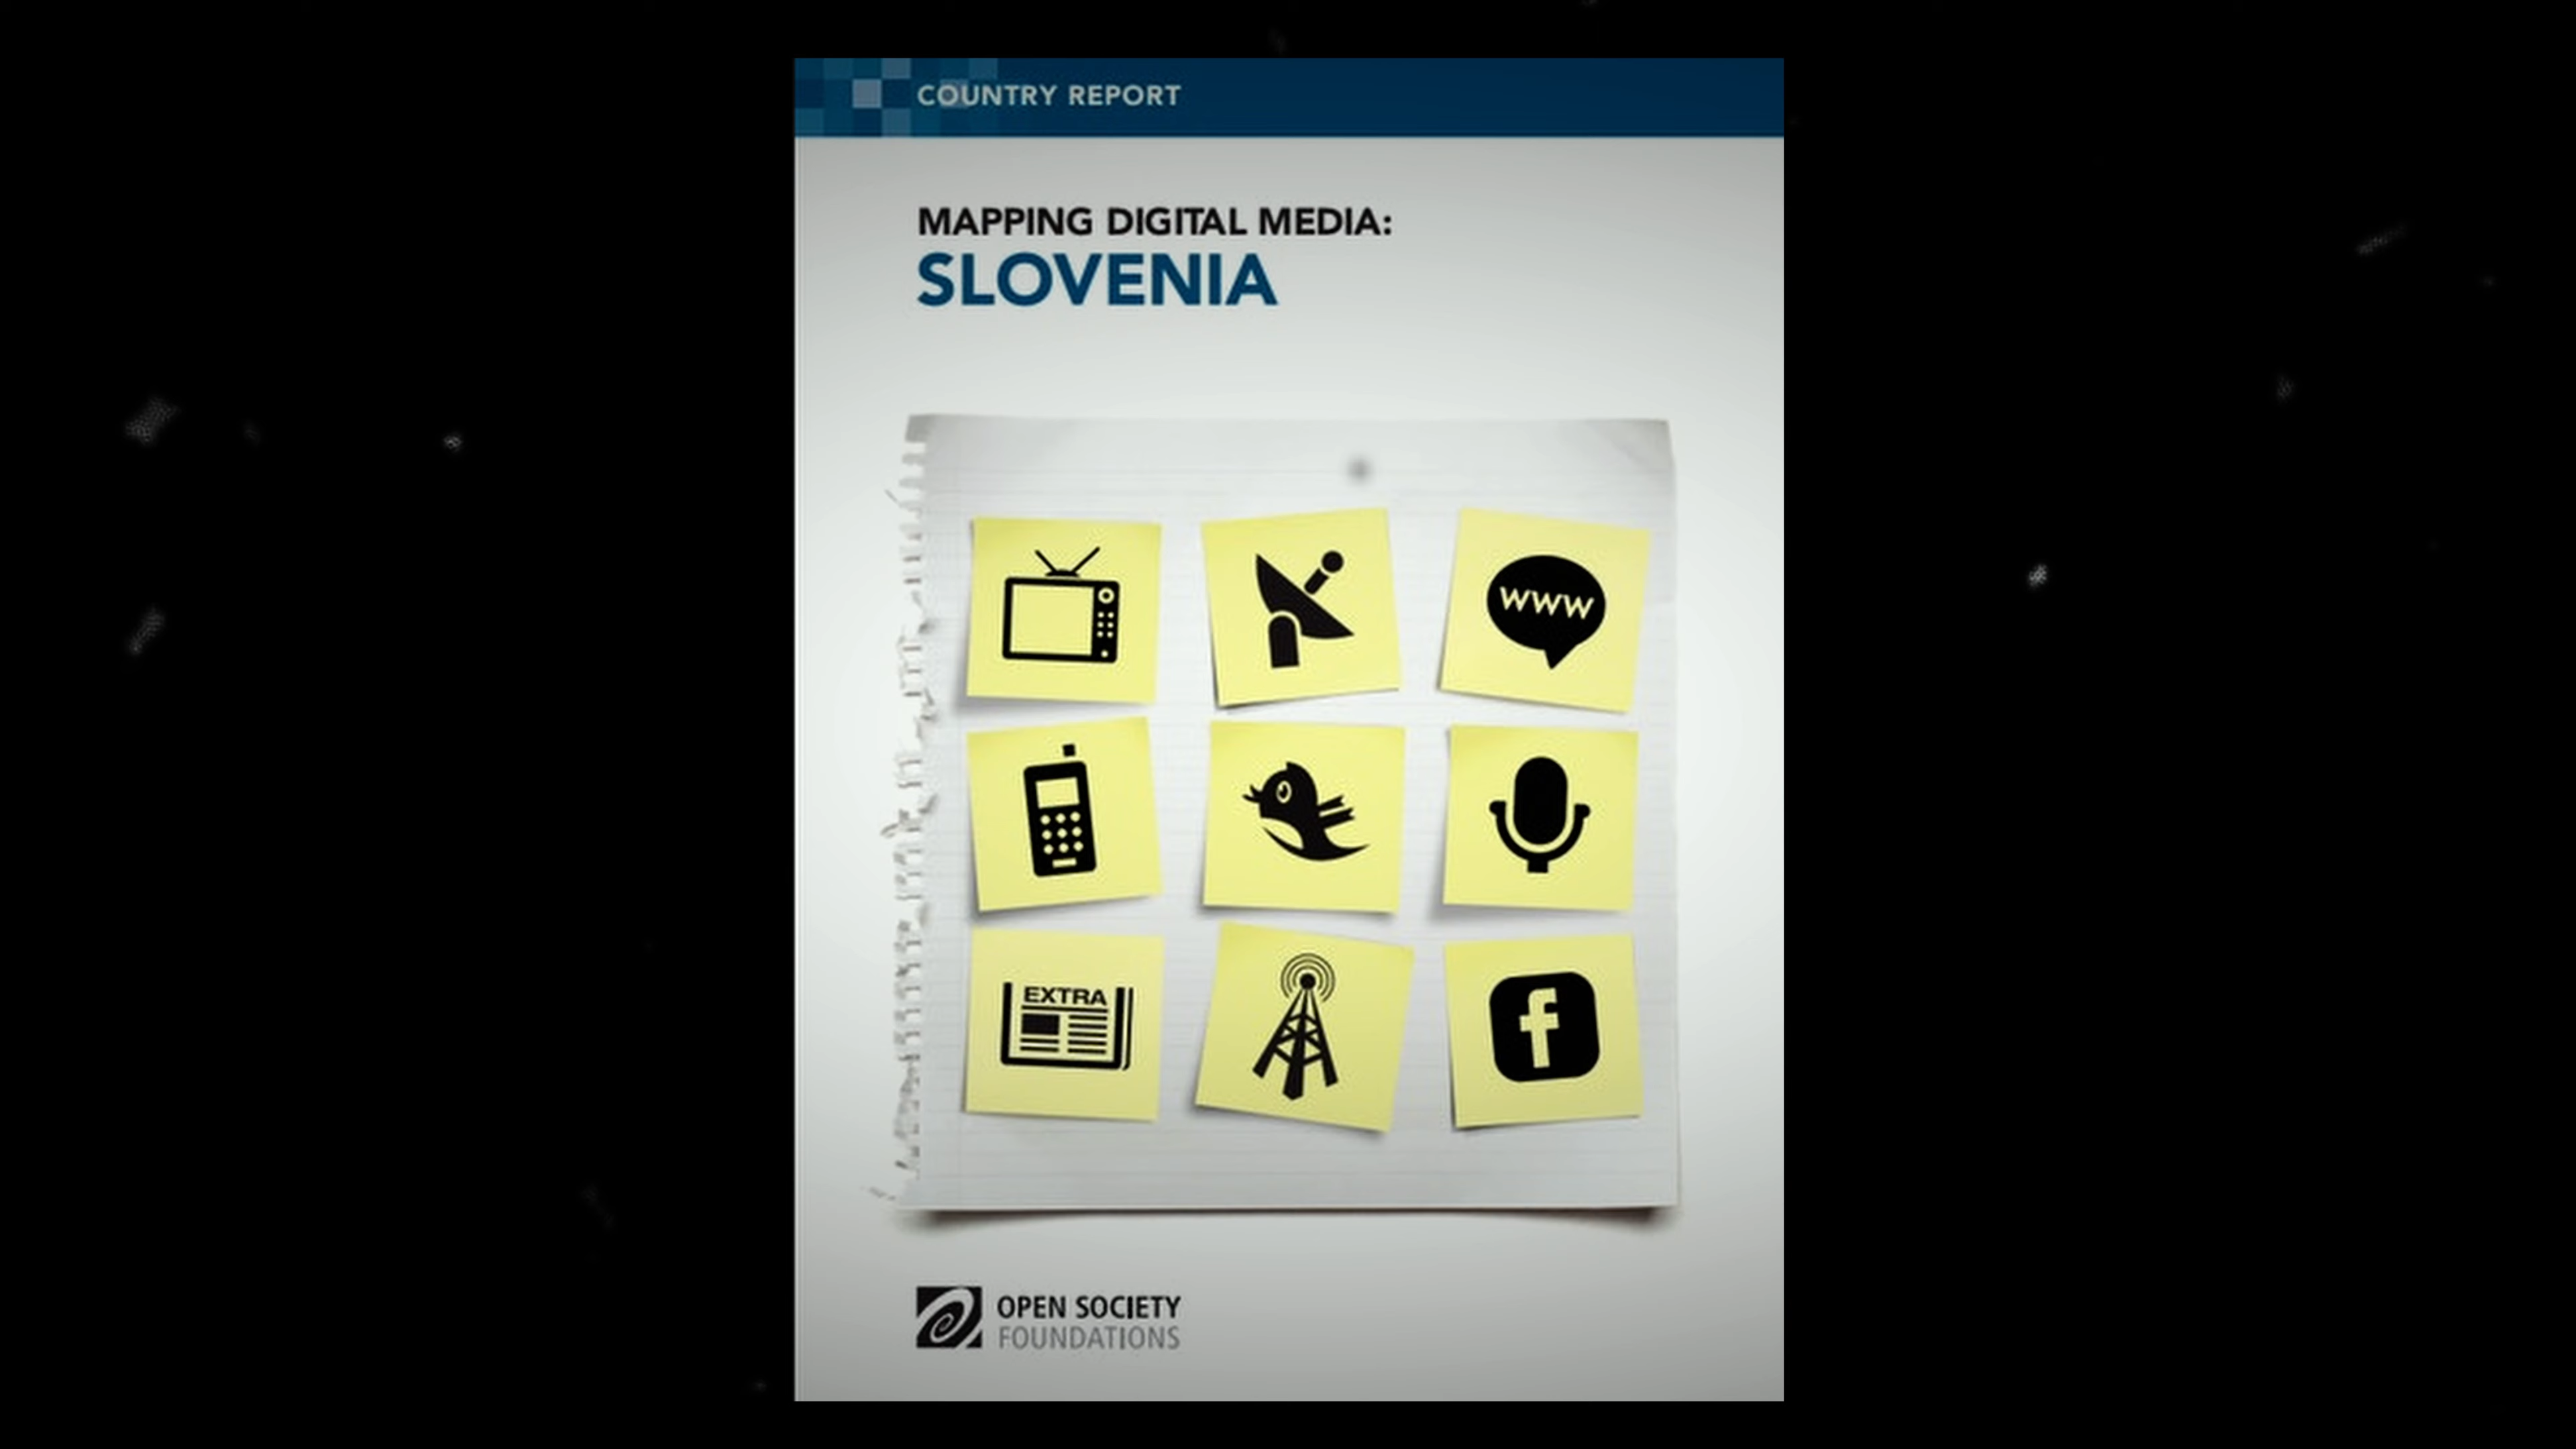 COUNTRY REPORT
MAPPING DIGITAL MEDIA:
SLOVENIA
WWW
EXTRA
f
OPEN SOCIETY
FOUNDATIONS